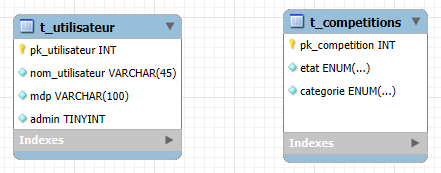 t_utilisateur
pk_utilisateur INT
nom_utilisateur VARCHAR(45)
mdp VARCHAR(100)
admin TINYINT
Indexes
t_competitions
pk_competition INT
etat ENUM(...)
categorie ENUM(...)
Indexes